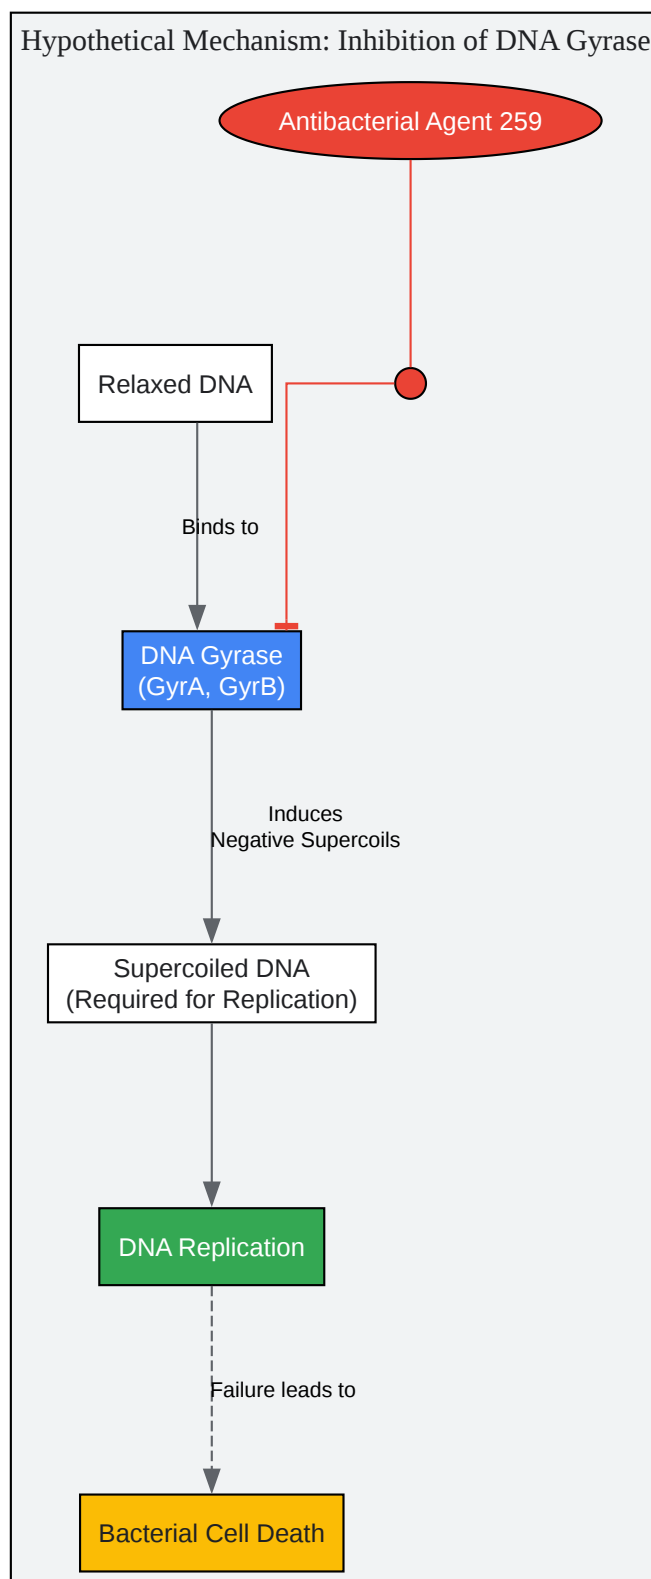 Hypothetical Mechanism: Inhibition of DNA Gyrase
Antibacterial Agent 259
Relaxed DNA
Binds to
DNA Gyrase
(GyrA, GyrB)
Induces
Negative Supercoils
Supercoiled DNA
(Required for Replication)
DNA Replication
Failure leads to
Bacterial Cell Death